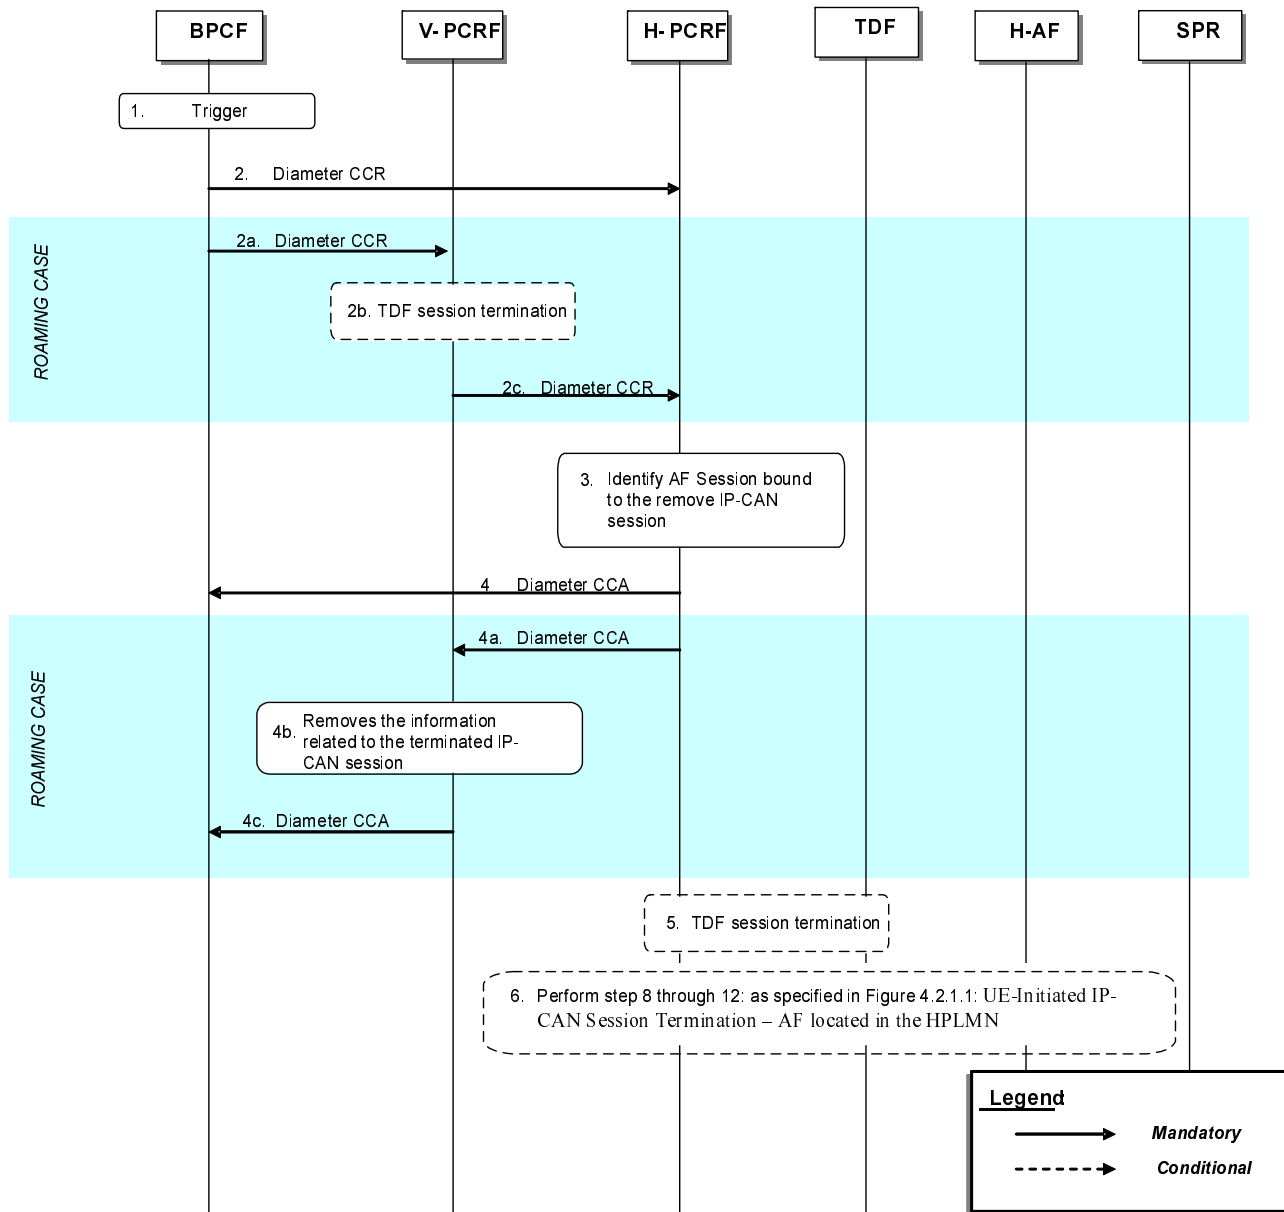 BPCF
V- PCRF
H- PCRF
TDF
H-AF
SPR
1. Trigger
2. Diameter CCR
ROAMING CASE
2a. Diameter CCR
2b. TDF session termination
2c. Diameter CCR
3. Identify AF Session bound
to the remove IP-CAN
session
4 Diameter CCA
ROAMING CASE
4a. Diameter CCA
4b. Removes the information
related to the terminated IP-
CAN session
4c. Diameter CCA
5. TDF session termination
6. Perform step 8 through 12: as specified in Figure 4.2.1.1: UE-Initiated IP-
CAN Session Termination – AF located in the HPLMN
Legend:
Mandatory
Conditional